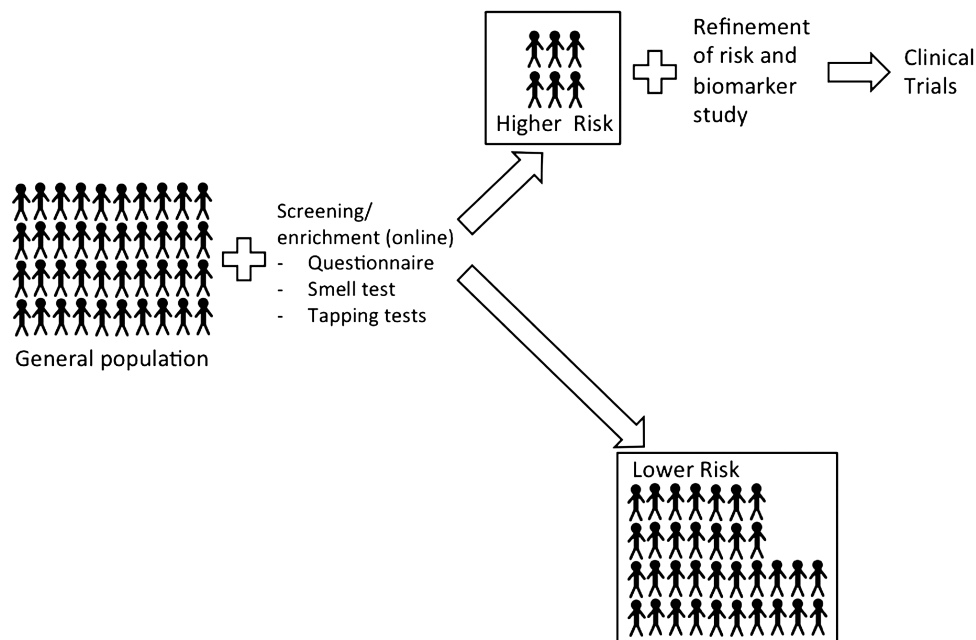 General population
Screening/
enrichment (online)
- Questionnaire
- Smell test
- Tapping tests
Higher Risk
Refinement
of risk and
biomarker
study
Clinical
Trials
Lower Risk